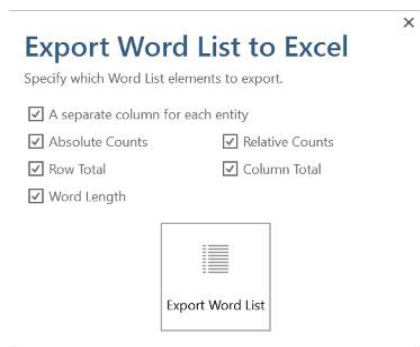 Export Word List to Excel
Specify which Word List elements to export.
A separate column for each entity
Absolute Counts Relative Counts
Row Total Column Total
Word Length
Export Word List